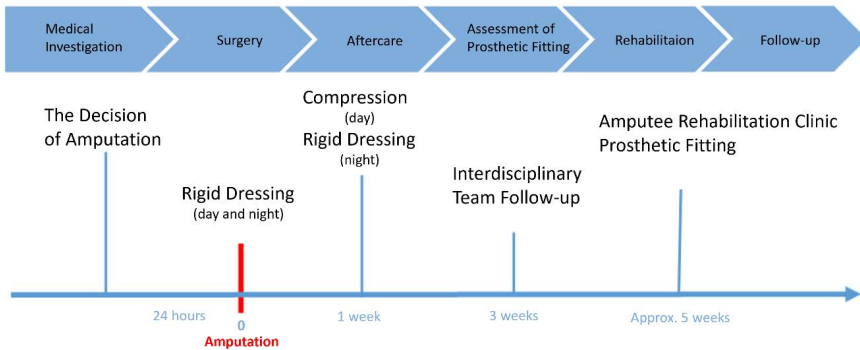 Medical
Investigation
Surgery
Aftercare
Assessment of
Prosthetic Fitting
Rehabilitaion
Follow-up
The Decision
of Amputation
Rigid Dressing
(day and night)
Compression
(day)
Rigid Dressing
(night)
Interdisciplinary
Team Follow-up
Amputee Rehabilitation Clinic
Prosthetic Fitting
24 hours
0
Amputation
1 week
3 weeks
Approx. 5 weeks